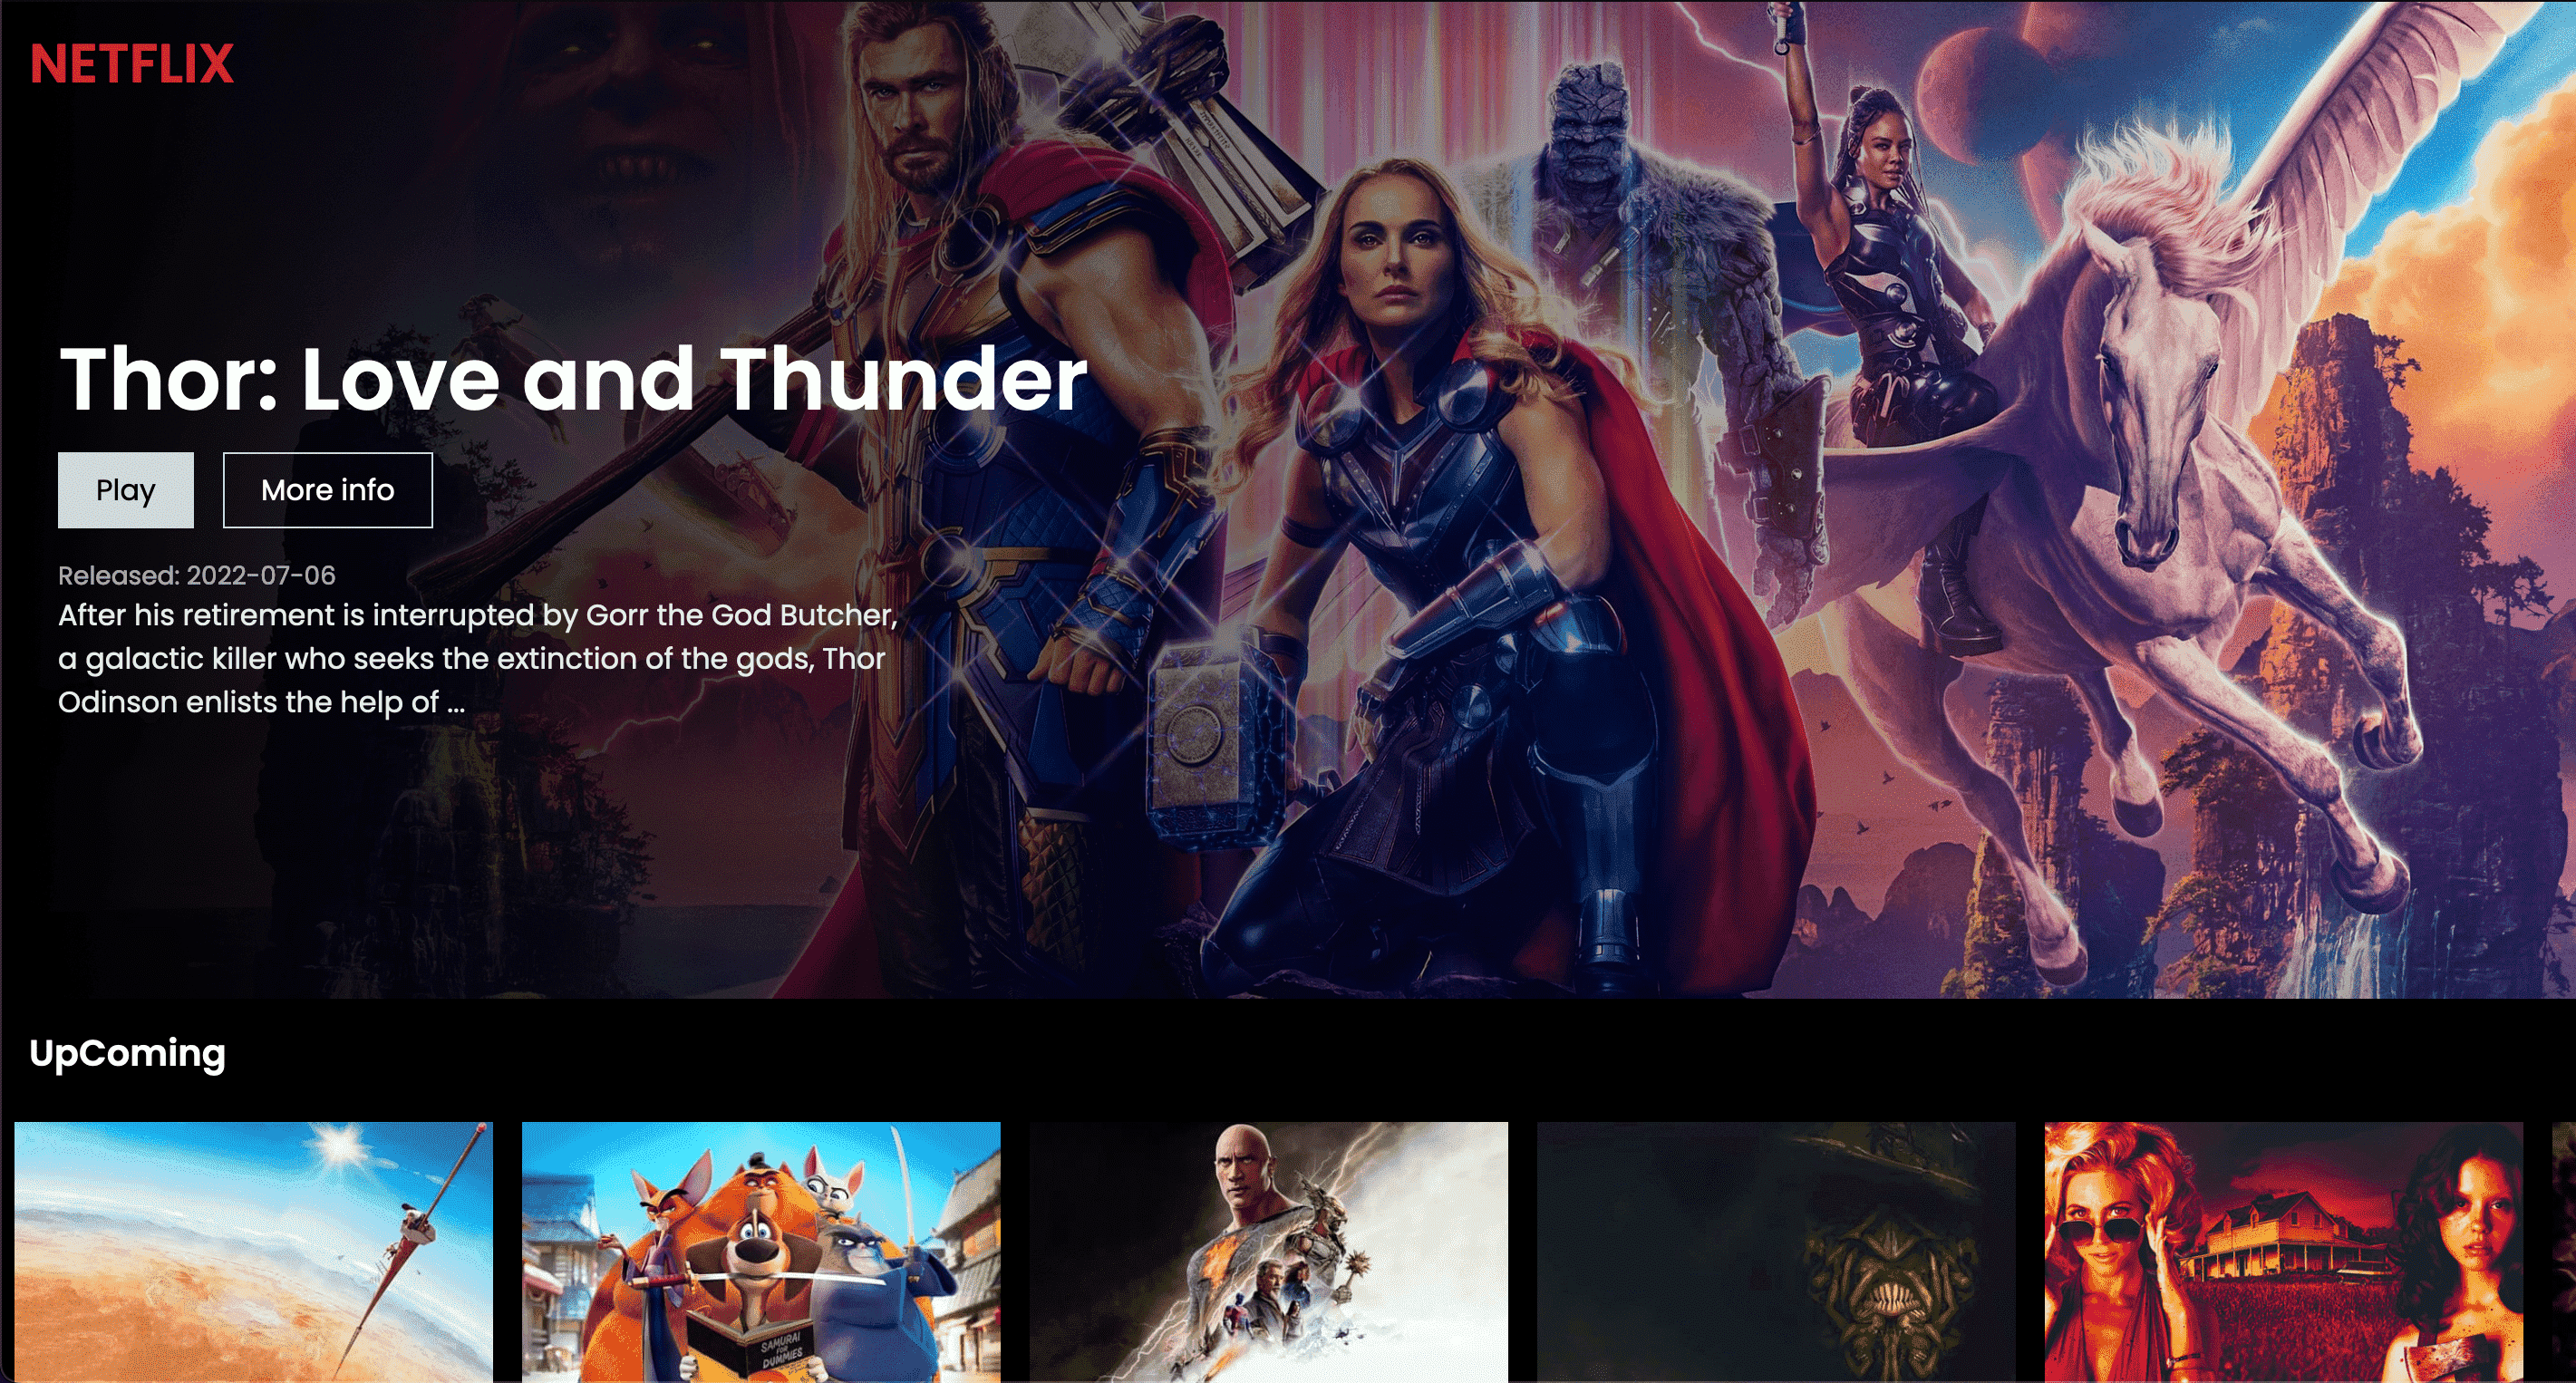 NETFLIX
Thor: Love and Thunder
Play
More info
Released: 2022-07-06
After his retirement is interrupted by Gorr the God Butcher,
a galactic killer who seeks the extinction of the gods, Thor
Odinson enlists the help of ...
UpComing
SAMURAI
FOR
DUMMIES